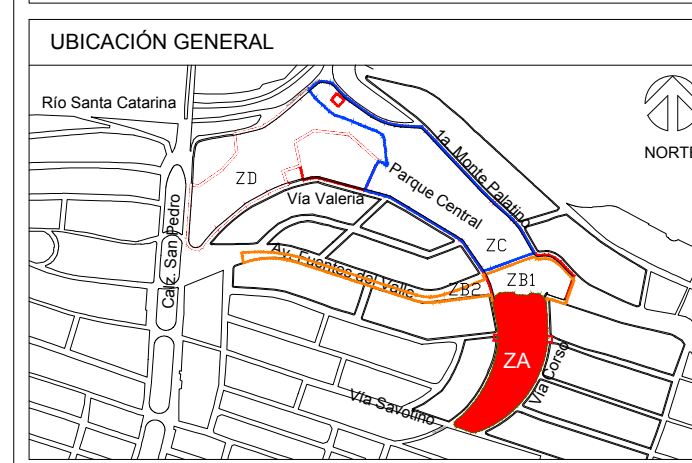 UBICACIÓN GENERAL
Río Santa Catarina
NORTE
1a. Monte Palatino
ZD
Parque Central
Vía Valeria
Calz. San Pedro
ZC
Av. Fuentes del Valle
ZB2
ZB1
ZA
Vía Corso
Vía Savotino